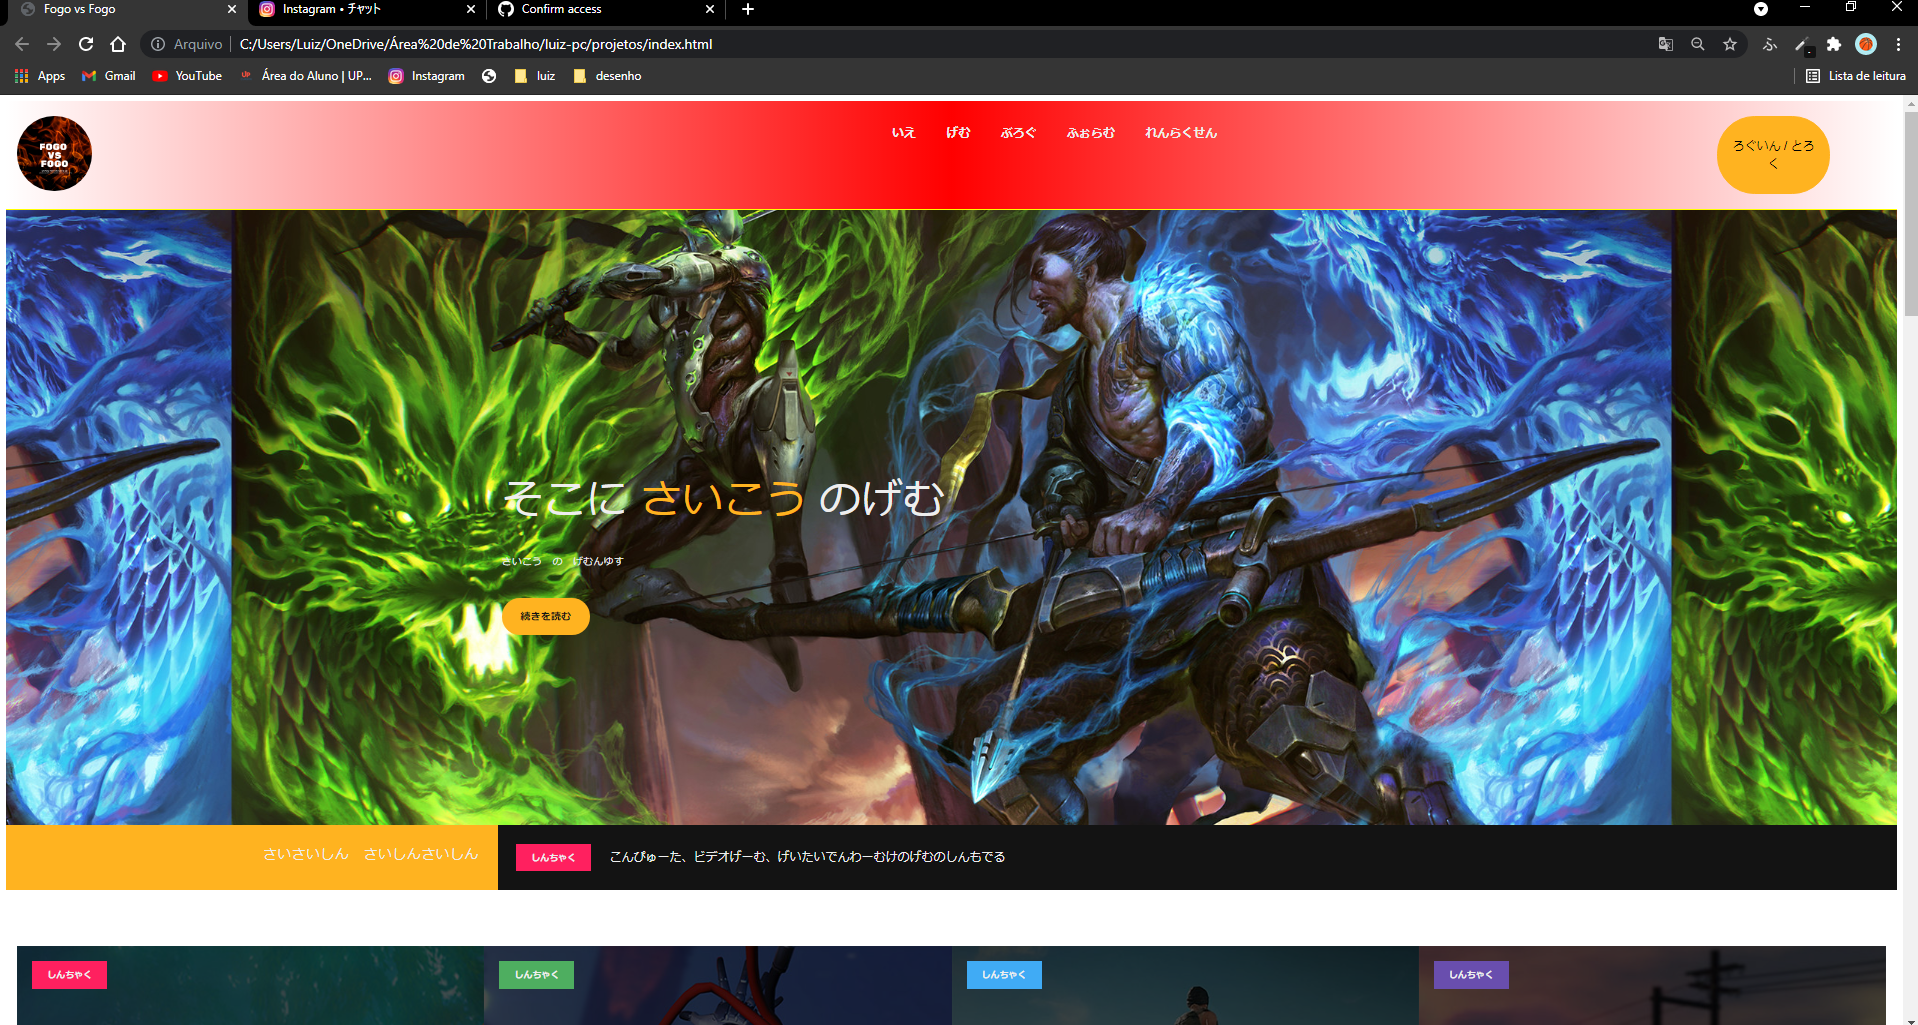 Fogo vs Fogo
Instagram • チャット
Confirm access
Arquivo
C:/Users/Luiz/OneDrive/Área%20de%20Trabalho/luiz-pc/projetos/index.html
Apps
Gmail
YouTube
Área do Aluno | UP...
Instagram
luiz
desenho
Lista de leitura
FOGO
VS
FOGO
いえ
げむ
ぶろぐ
ふぉらむ
れんらくせん
ろぐいん / とろ
く
そこに さいこう のげむ
さいこう の げむんゆす
続きを読む
さいさいしん さいしんさいしん
しんちゃく
こんぴゅーた、ビデオげーむ、げいたいでんわーむけのげむのしんもでる
しんちゃく
しんちゃく
しんちゃく
しんちゃく